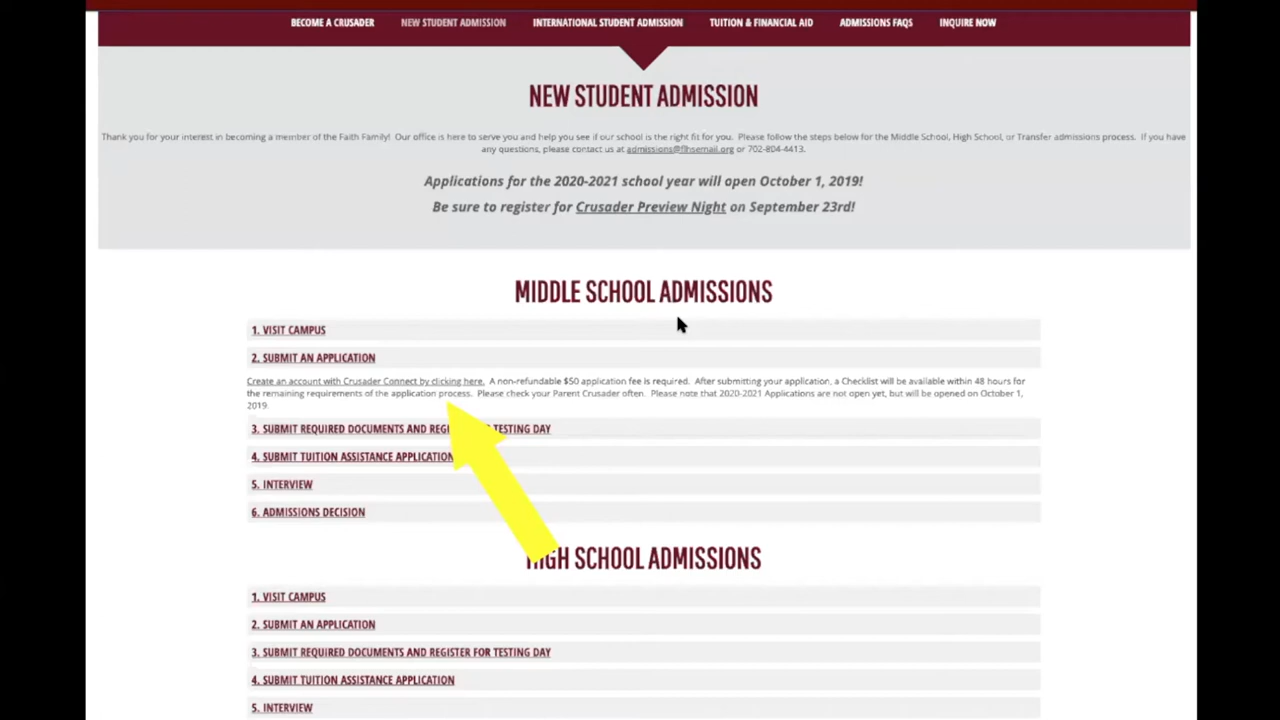 BECOME A CRUSADER NEW STUDENT ADMISSION INTERNATIONAL STUDENT ADMISSION TUITION & FINANCIAL AID ADMISSIONS FAQS INQUIRE NOW
NEW STUDENT ADMISSION
Thank you for your interest in becoming a member of the Faith Family! Our office is here to serve you and help you see if our school is the right fit for you. Please follow the steps below for the Middle School, High School, or Transfer admissions process. If you have
any questions, please contact us at admissions@flhsemail.org or 702-804-4413.
Applications for the 2020-2021 school year will open October 1, 2019!
Be sure to register for Crusader Preview Night on September 23rd!
MIDDLE SCHOOL ADMISSIONS
1. VISIT CAMPUS
2. SUBMIT AN APPLICATION
Create an account with Crusader Connect by clicking here. A non-refundable $50 application fee is required. After submitting your application, a Checklist will be available within 48 hours for
the remaining requirements of the application process. Please check your Parent Crusader often. Please note that 2020-2021 Applications are not open yet, but will be opened on October 1,
2019.
3. SUBMIT REQUIRED DOCUMENTS AND TESTING DAY
4. SUBMIT TUITION ASSISTANCE APPLICATION
5. INTERVIEW
6. ADMISSIONS DECISION
HIGH SCHOOL ADMISSIONS
1. VISIT CAMPUS
2. SUBMIT AN APPLICATION
3. SUBMIT REQUIRED DOCUMENTS AND REGISTER FOR TESTING DAY
4. SUBMIT TUITION ASSISTANCE APPLICATION
5. INTERVIEW